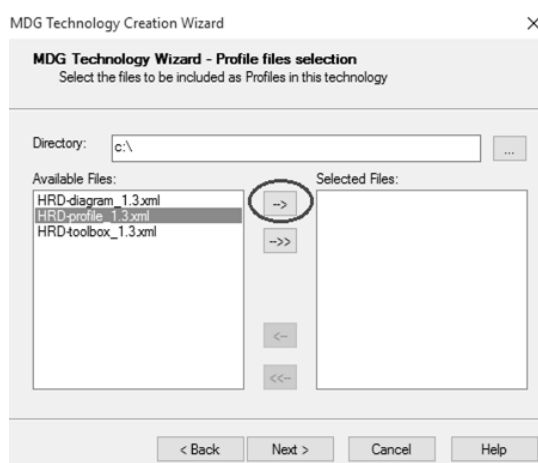 MDG Technology Creation Wizard
MDG Technology Wizard - Profile files selection
Select the files to be included as Profiles in this technology
Directory: c:\ ...
Available Files: Selected Files:
HRD-diagram_1.3.xml
HRD-profile_1.3.xml
HRD-toolbox_1.3.xml
-->
-->>
<--
<<--
< Back Next > Cancel Help